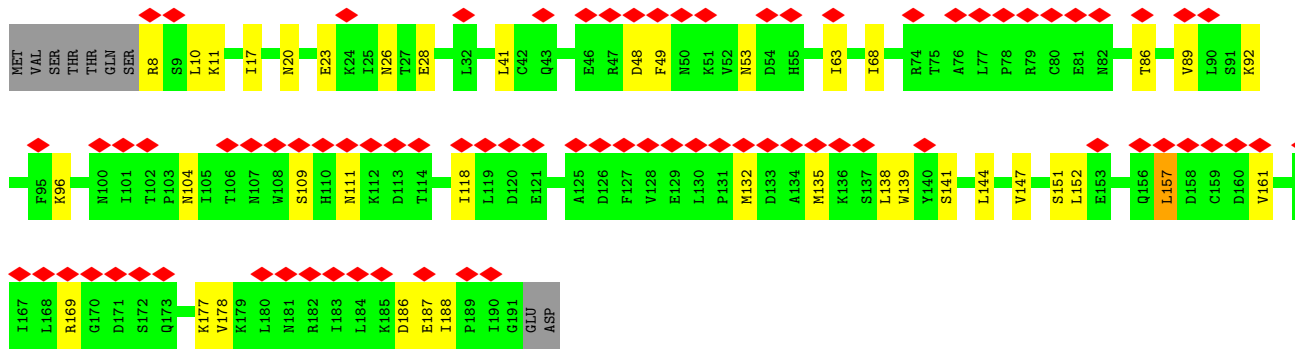 MET VAL SER THR THR GLN SER R8 S9 L10 K11 I17 N20 E23 K24 I25 N26 T27 E28 L32 L41 C42 Q43 E46 R47 D48 F49 N50 K51 V52 N53 D54 H55 I63 I68 R74 T75 A76 L77 P78 R79 C80 E81 N82 T86 V89 L90 S91 K92
F95 K96 N100 I101 T102 P103 N104 I105 T106 N107 W108 S109 H110 N111 K112 D113 T114 I118 L119 D120 E121 A125 D126 F127 V128 E129 L130 P131 M132 D133 A134 M135 K136 S137 L138 W139 Y140 S141 L144 V147 S151 L152 E153 Q156 L157 D158 C159 D160 V161
I167 L168 R169 G170 D171 S172 Q173 K177 V178 K179 L180 N181 R182 I183 L184 K185 D186 E187 I188 P189 I190 G191 GLU ASP